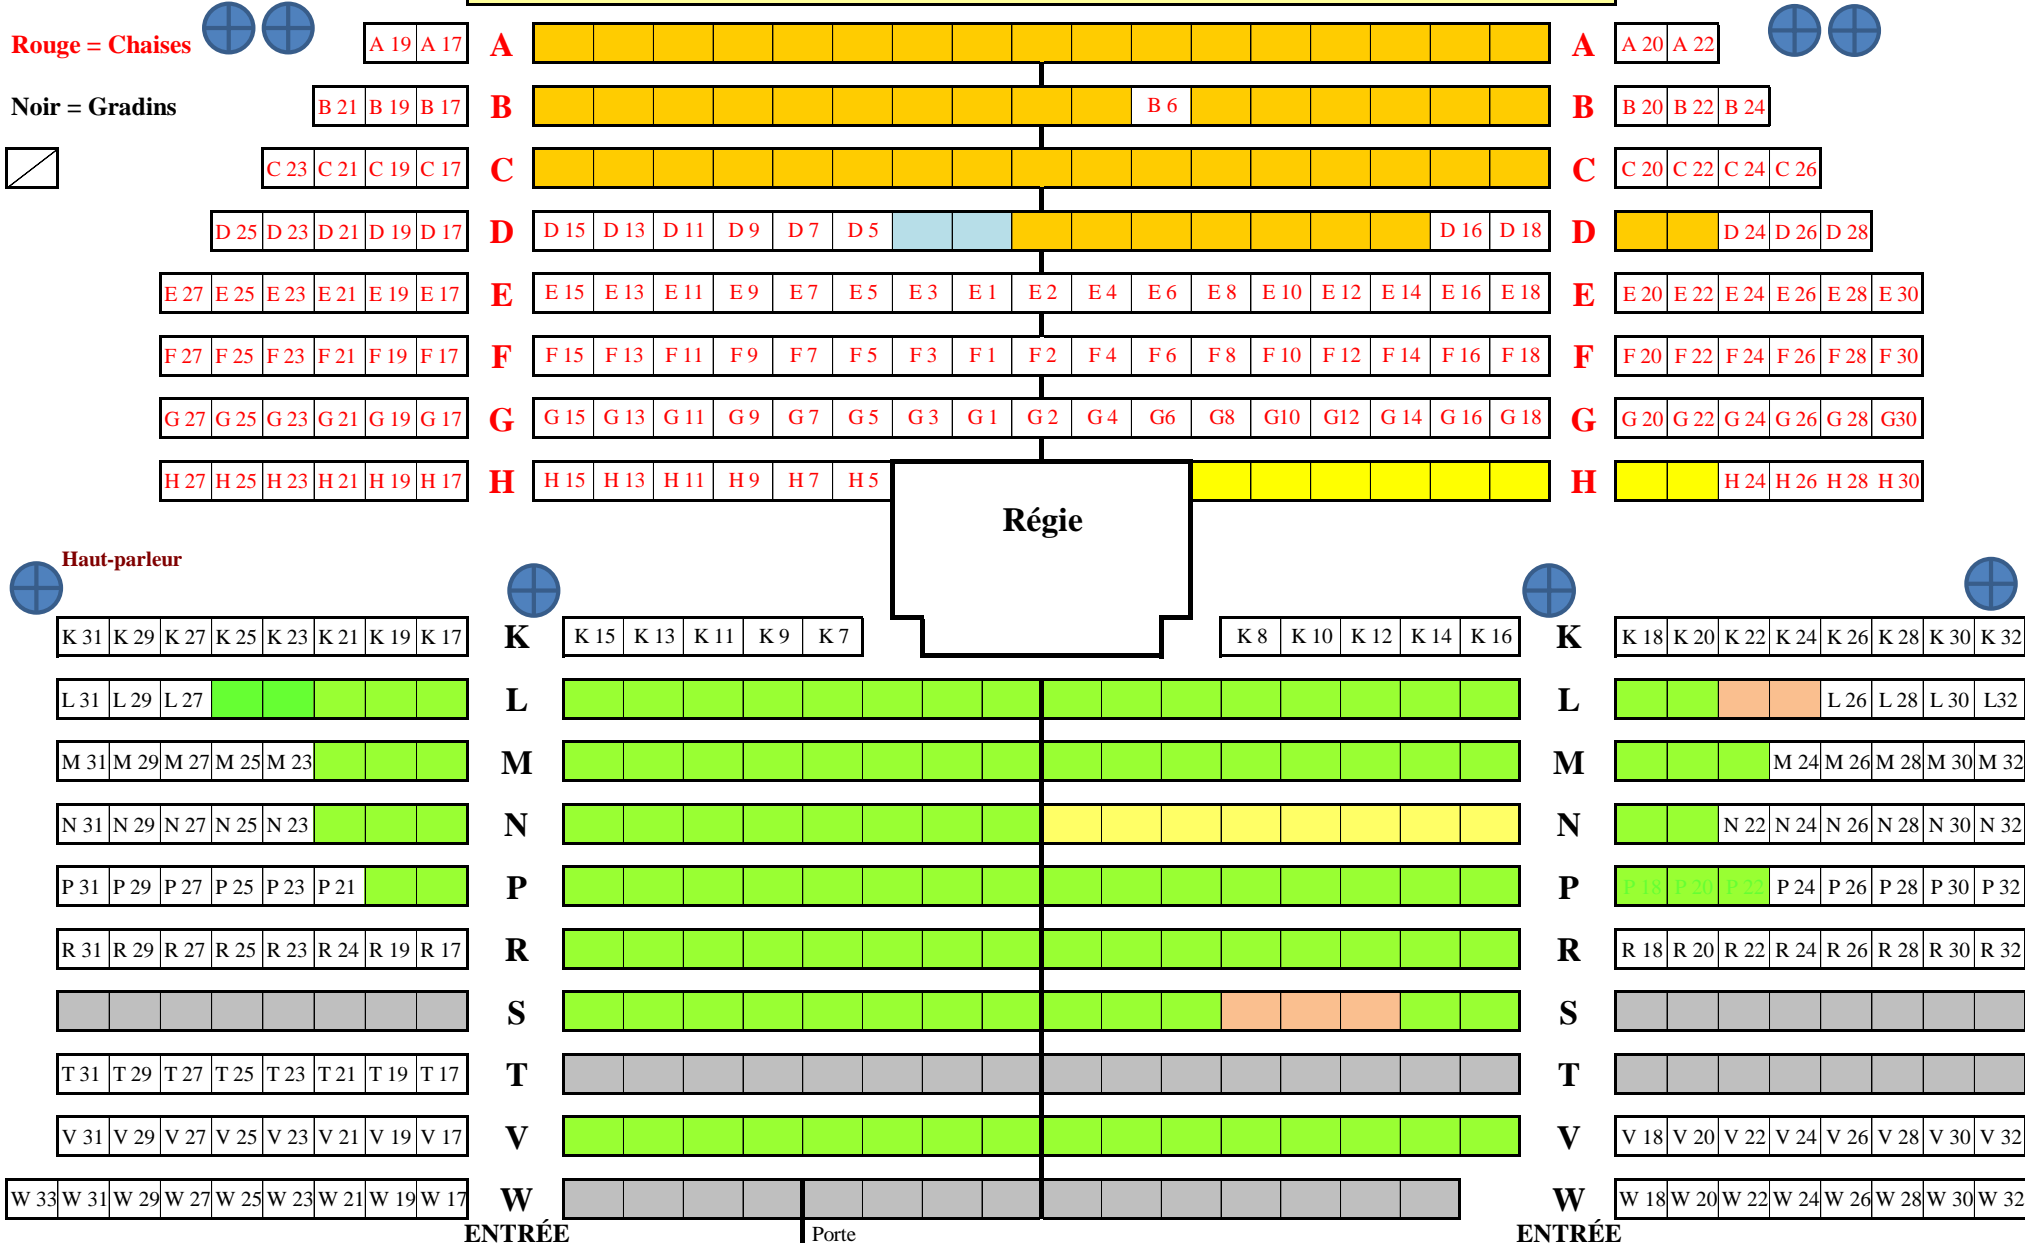 Rouge = Chaises A 19 A 17 A A A 20 A 22
Noir = Gradins B 21 B 19 B 17 B B 6 B B 20 B 22 B 24
C 23 C 21 C 19 C 17 C C C 20 C 22 C 24 C 26
D 25 D 23 D 21 D 19 D 17 D D 15 D 13 D 11 D 9 D 7 D 5 D 16 D 18 D D 24 D 26 D 28
E 27 E 25 E 23 E 21 E 19 E 17 E E 15 E 13 E 11 E 9 E 7 E 5 E 3 E 1 E 2 E 4 E 6 E 8 E 10 E 12 E 14 E 16 E 18 E E 20 E 22 E 24 E 26 E 28 E 30
F 27 F 25 F 23 F 21 F 19 F 17 F F 15 F 13 F 11 F 9 F 7 F 5 F 3 F 1 F 2 F 4 F 6 F 8 F 10 F 12 F 14 F 16 F 18 F F 20 F 22 F 24 F 26 F 28 F 30
G 27 G 25 G 23 G 21 G 19 G 17 G G 15 G 13 G 11 G 9 G 7 G 5 G 3 G 1 G 2 G 4 G6 G8 G10 G12 G 14 G 16 G 18 G G 20 G 22 G 24 G 26 G 28 G30
H 27 H 25 H 23 H 21 H 19 H 17 H H 15 H 13 H 11 H 9 H 7 H 5 H H 24 H 26 H 28 H 30
Régie
Haut-parleur
K 31 K 29 K 27 K 25 K 23 K 21 K 19 K 17 K K 15 K 13 K 11 K 9 K 7 K 8 K 10 K 12 K 14 K 16 K K 18 K 20 K 22 K 24 K 26 K 28 K 30 K 32
L 31 L 29 L 27 L L L 26 L 28 L 30 L32
M 31 M 29 M 27 M 25 M 23 M M M 24 M 26 M 28 M 30 M 32
N 31 N 29 N 27 N 25 N 23 N N N 22 N 24 N 26 N 28 N 30 N 32
P 31 P 29 P 27 P 25 P 23 P 21 P P P 18 P 20 P 22 P 24 P 26 P 28 P 30 P 32
R 31 R 29 R 27 R 25 R 23 R 24 R 19 R 17 R R R 18 R 20 R 22 R 24 R 26 R 28 R 30 R 32
S S
T 31 T 29 T 27 T 25 T 23 T 21 T 19 T 17 T T
V 31 V 29 V 27 V 25 V 23 V 21 V 19 V 17 V V V 18 V 20 V 22 V 24 V 26 V 28 V 30 V 32
W 33 W 31 W 29 W 27 W 25 W 23 W 21 W 19 W 17 W W W 18 W 20 W 22 W 24 W 26 W 28 W 30 W 32
ENTRÉE Porte ENTRÉE